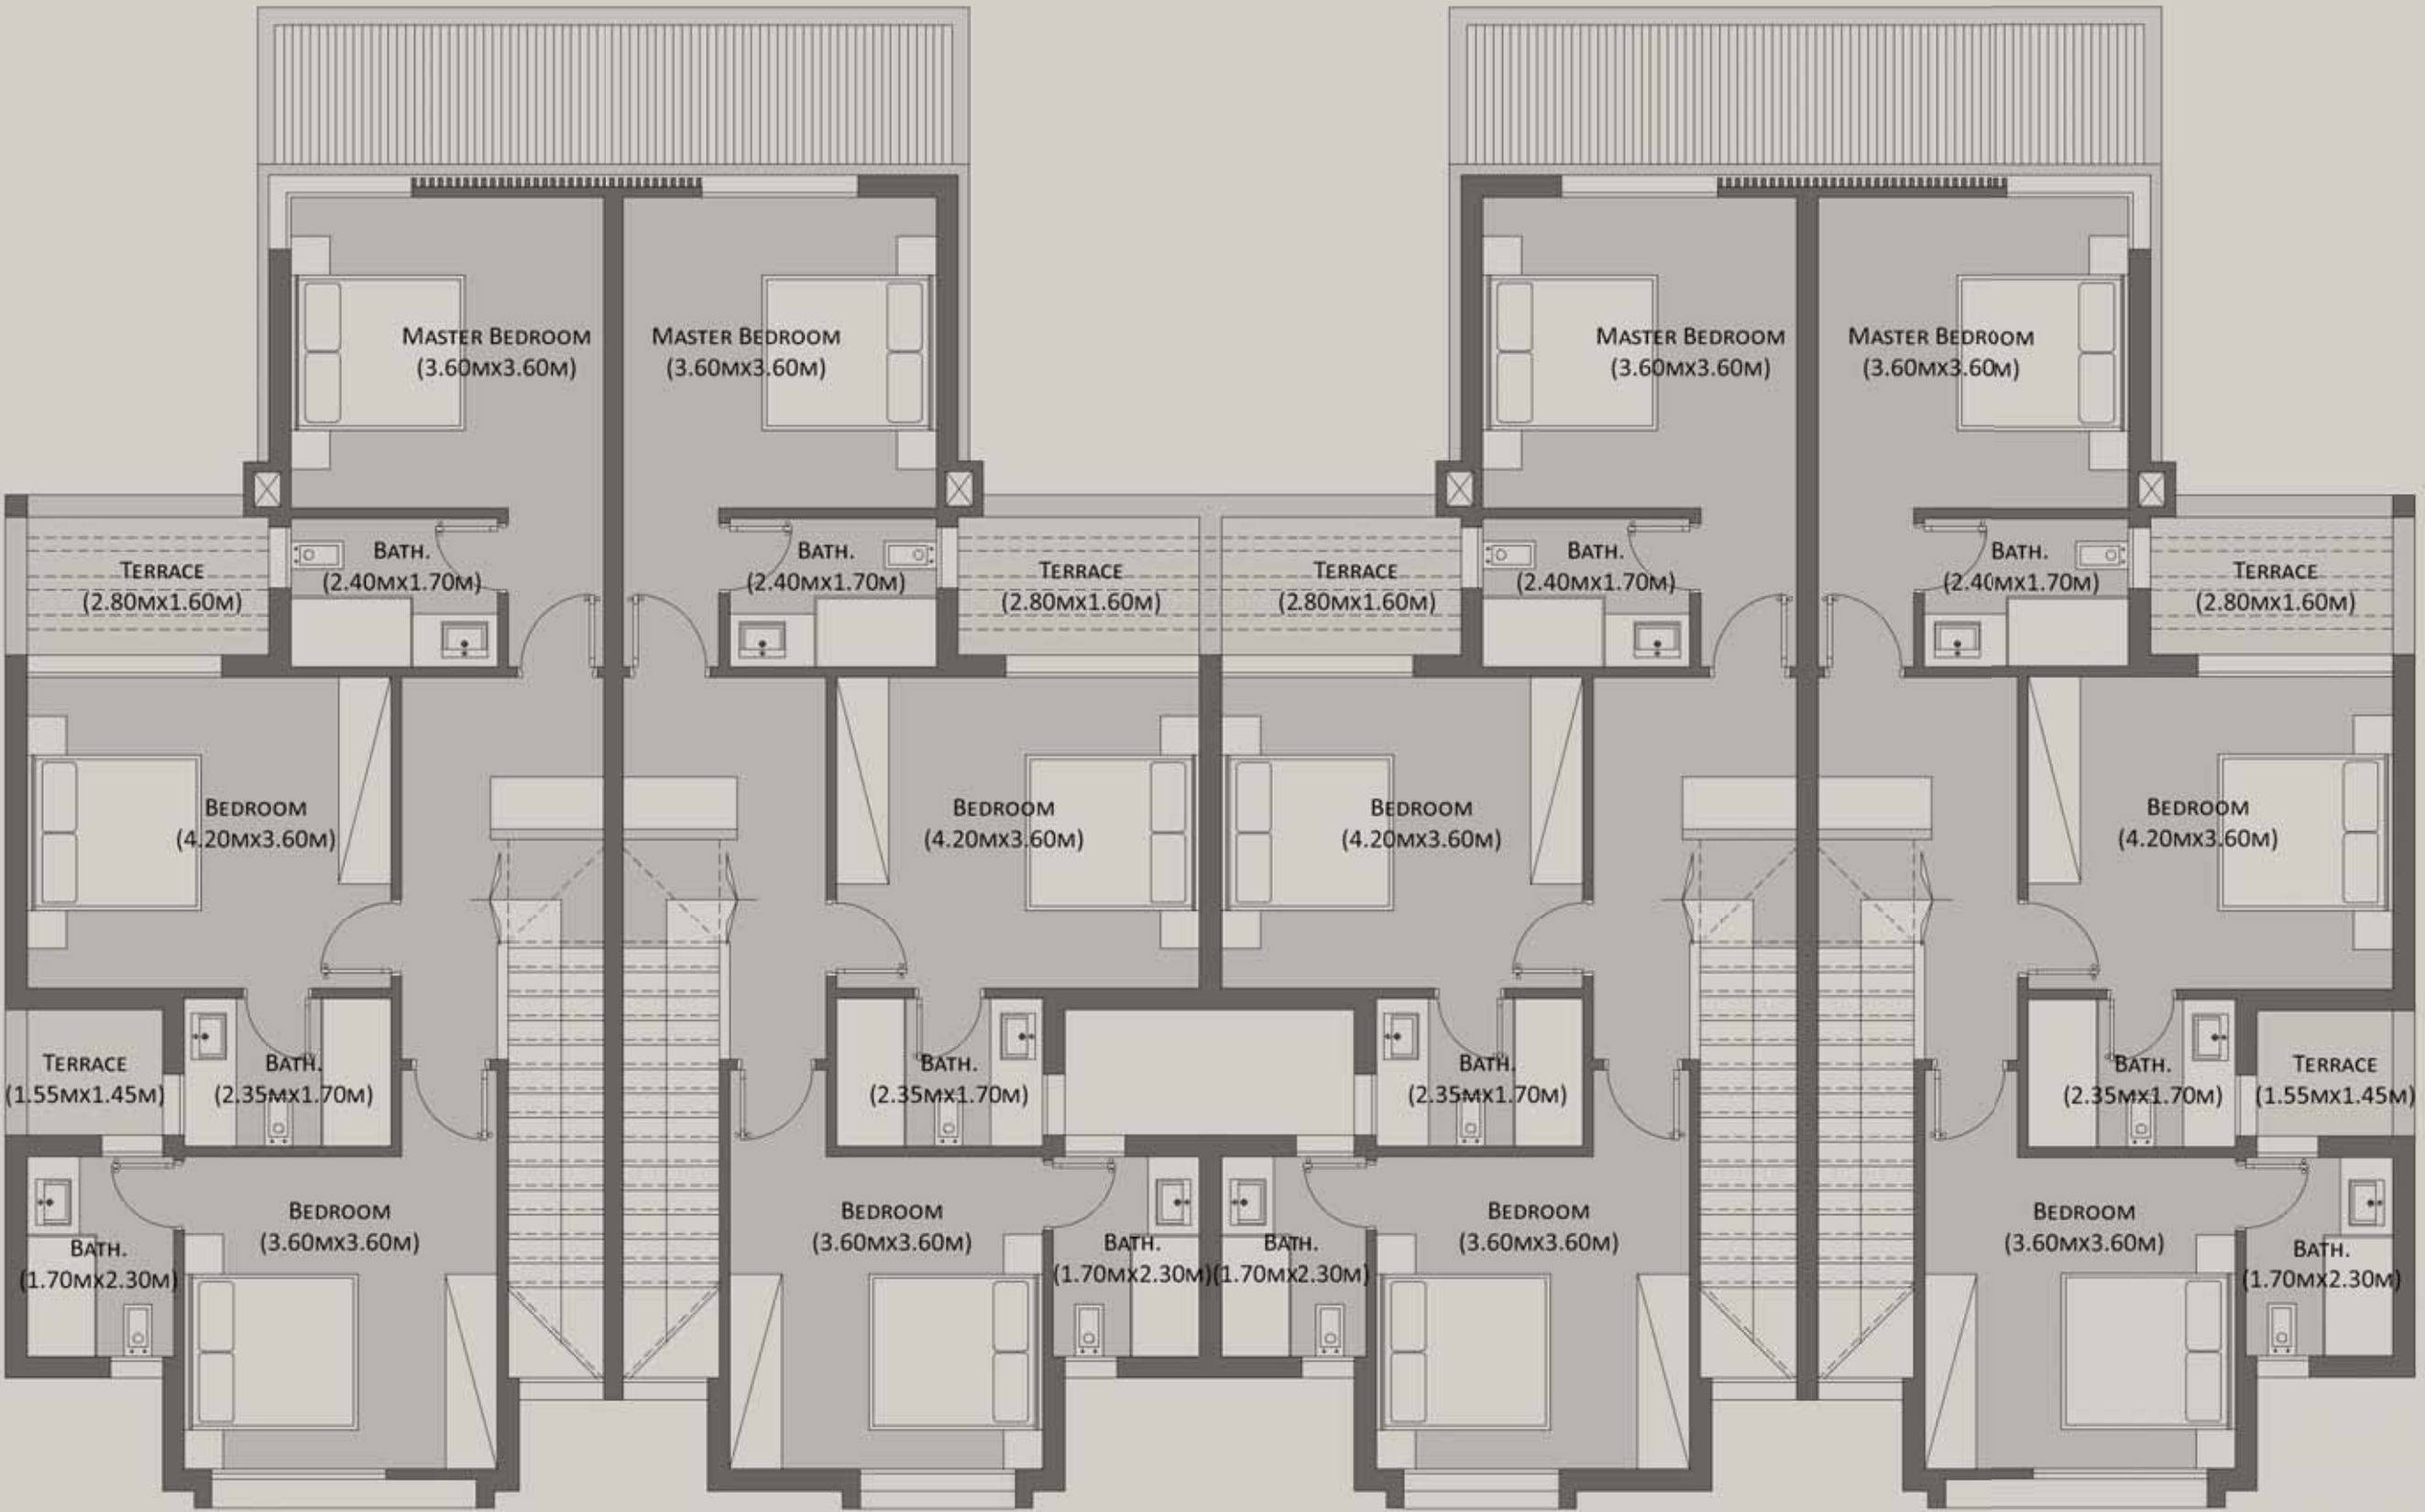 MASTER BEDROOM
(3.60MX3.60M)
MASTER BEDROOM
(3.60MX3.60M)
MASTER BEDROOM
(3.60MX3.60M)
MASTER BEDROOM
(3.60MX3.60M)
TERRACE
(2.80MX1.60M)
BATH.
(2.40MX1.70M)
BATH.
(2.40MX1.70M)
TERRACE
(2.80MX1.60M)
TERRACE
(2.80MX1.60M)
BATH.
(2.40MX1.70M)
BATH.
(2.40MX1.70M)
TERRACE
(2.80MX1.60M)
BEDROOM
(4.20MX3.60M)
BEDROOM
(4.20MX3.60M)
BEDROOM
(4.20MX3.60M)
BEDROOM
(4.20MX3.60M)
TERRACE
(1.55MX1.45M)
BATH.
(2.35MX1.70M)
BATH.
(2.35MX1.70M)
BATH.
(2.35MX1.70M)
BATH.
(2.35MX1.70M)
TERRACE
(1.55MX1.45M)
BATH.
(1.70MX2.30M)
BEDROOM
(3.60MX3.60M)
BEDROOM
(3.60MX3.60M)
BATH.
(1.70MX2.30M)
BATH.
(1.70MX2.30M)
BEDROOM
(3.60MX3.60M)
BEDROOM
(3.60MX3.60M)
BATH.
(1.70MX2.30M)